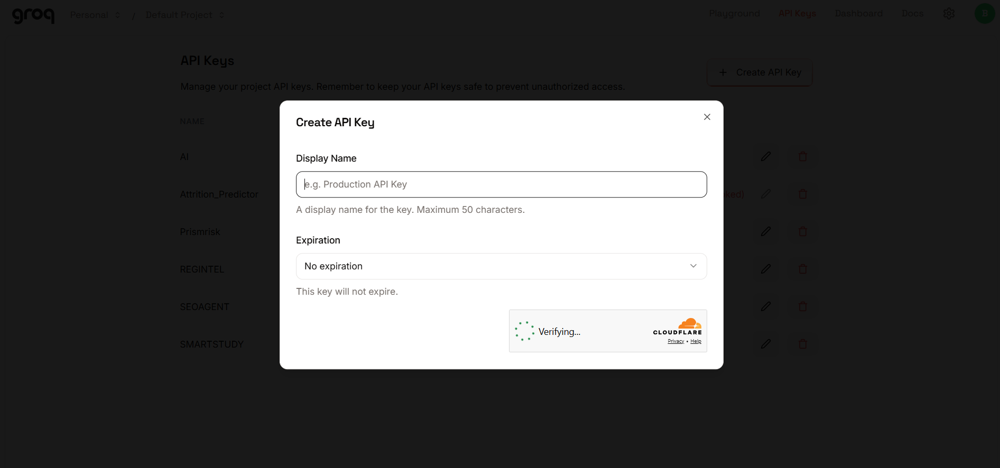 groq Personal / Default Project Playground API Keys Dashboard Docs B
API Keys
Create API Key
Manage your project API keys. Remember to keep your API keys safe to prevent unauthorized access.
NAME
AI
Attrition_Predictor
Prismrisk
REGINTEL
SEOAGENT
SMARTSTUDY
Create API Key
Display Name
e.g. Production API Key
A display name for the key. Maximum 50 characters.
Expiration
No expiration
This key will not expire.
Verifying...
CLOUDFLARE
Privacy • Help